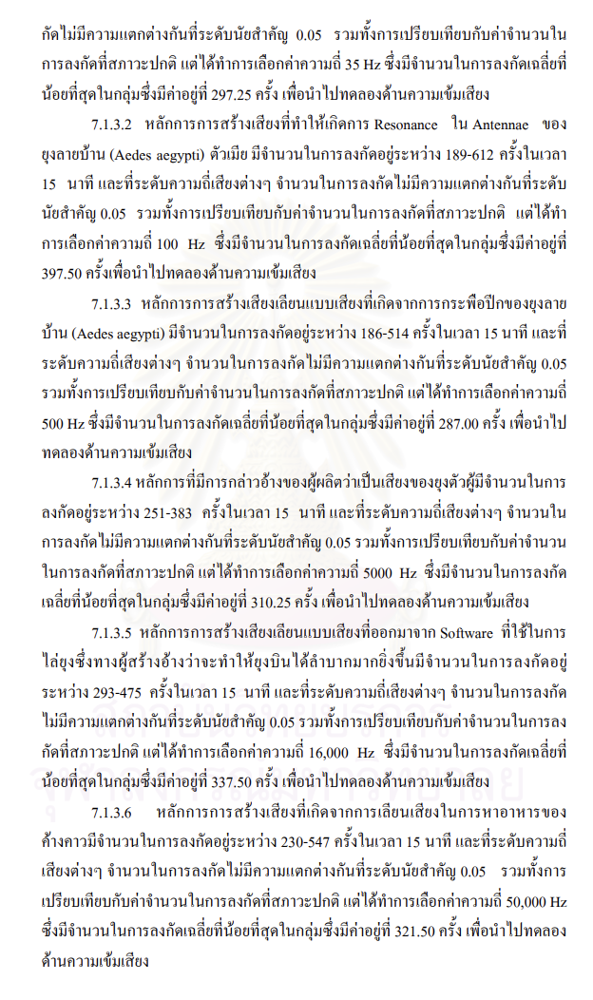 กัดไม่มีความแตกต่างกันที่ระดับนัยสำคัญ 0.05 รวมทั้งการเปรียบเทียบกับค่าจำนวนใน
การลงกัดที่สภาวะปกติ แต่ได้ทำการเลือกค่าความถี่ 35 Hz ซึ่งมีจำนวนในการลงกัดเฉลี่ยที่
น้อยที่สุดในกลุ่มซึ่งมีค่าอยู่ที่ 297.25 ครั้ง เพื่อนำไปทดลองด้านความเข้มเสียง
7.1.3.2 หลักการการสร้างเสียงที่ทำให้เกิดการ Resonance ใน Antennae ของ
ยุงลายบ้าน (Aedes aegypti) ตัวเมีย มีจำนวนในการลงกัดอยู่ระหว่าง 189-612 ครั้งในเวลา
15 นาที และที่ระดับความถี่เสียงต่างๆ จำนวนในการลงกัดไม่มีความแตกต่างกันที่ระดับ
นัยสำคัญ 0.05 รวมทั้งการเปรียบเทียบกับค่าจำนวนในการลงกัดที่สภาวะปกติ แต่ได้ทำ
การเลือกค่าความถี่ 100 Hz ซึ่งมีจำนวนในการลงกัดเฉลี่ยที่น้อยที่สุดในกลุ่มซึ่งมีค่าอยู่ที่
397.50 ครั้งเพื่อนำไปทดลองด้านความเข้มเสียง
7.1.3.3 หลักการการสร้างเสียงเลียนแบบเสียงที่เกิดจากการกระพือปีกของยุงลาย
บ้าน (Aedes aegypti) มีจำนวนในการลงกัดอยู่ระหว่าง 186-514 ครั้งในเวลา 15 นาที และที่
ระดับความถี่เสียงต่างๆ จำนวนในการลงกัดไม่มีความแตกต่างกันที่ระดับนัยสำคัญ 0.05
รวมทั้งการเปรียบเทียบกับค่าจำนวนในการลงกัดที่สภาวะปกติ แต่ได้ทำการเลือกค่าความถี่
500 Hz ซึ่งมีจำนวนในการลงกัดเฉลี่ยที่น้อยที่สุดในกลุ่มซึ่งมีค่าอยู่ที่ 287.00 ครั้ง เพื่อนำไป
ทดลองด้านความเข้มเสียง
7.1.3.4 หลักการที่มีการกล่าวอ้างของผู้ผลิตว่าเป็นเสียงของยุงตัวผู้มีจำนวนในการ
ลงกัดอยู่ระหว่าง 251-383 ครั้งในเวลา 15 นาที และที่ระดับความถี่เสียงต่างๆ จำนวนใน
การลงกัดไม่มีความแตกต่างกันที่ระดับนัยสำคัญ 0.05 รวมทั้งการเปรียบเทียบกับค่าจำนวน
ในการลงกัดที่สภาวะปกติ แต่ได้ทำการเลือกค่าความถี่ 5000 Hz ซึ่งมีจำนวนในการลงกัด
เฉลี่ยที่น้อยที่สุดในกลุ่มซึ่งมีค่าอยู่ที่ 310.25 ครั้ง เพื่อนำไปทดลองด้านความเข้มเสียง
7.1.3.5 หลักการการสร้างเสียงเลียนแบบเสียงที่ออกมาจาก Software ที่ใช้ในการ
ไล่ยุงซึ่งทางผู้สร้างอ้างว่าจะทำให้ยุงบินได้ลำบากมากยิ่งขึ้นมีจำนวนในการลงกัดอยู่
ระหว่าง 293-475 ครั้งในเวลา 15 นาที และที่ระดับความถี่เสียงต่างๆ จำนวนในการลงกัด
ไม่มีความแตกต่างกันที่ระดับนัยสำคัญ 0.05 รวมทั้งการเปรียบเทียบกับค่าจำนวนในการลง
กัดที่สภาวะปกติ แต่ได้ทำการเลือกค่าความถี่ 16,000 Hz ซึ่งมีจำนวนในการลงกัดเฉลี่ยที่
น้อยที่สุดในกลุ่มซึ่งมีค่าอยู่ที่ 337.50 ครั้ง เพื่อนำไปทดลองด้านความเข้มเสียง
สถาบันวิทยบริการ
จุฬาลงกรณ์มหาวิทยาลัย
7.1.3.6 หลักการการสร้างเสียงที่เกิดจากการเลียนเสียงในการหาอาหารของ
ค้างคาวมีจำนวนในการลงกัดอยู่ระหว่าง 230-547 ครั้งในเวลา 15 นาที และที่ระดับความถี่
เสียงต่างๆ จำนวนในการลงกัดไม่มีความแตกต่างกันที่ระดับนัยสำคัญ 0.05 รวมทั้งการ
เปรียบเทียบกับค่าจำนวนในการลงกัดที่สภาวะปกติ แต่ได้ทำการเลือกค่าความถี่ 50,000 Hz
ซึ่งมีจำนวนในการลงกัดเฉลี่ยที่น้อยที่สุดในกลุ่มซึ่งมีค่าอยู่ที่ 321.50 ครั้ง เพื่อนำไปทดลอง
ด้านความเข้มเสียง